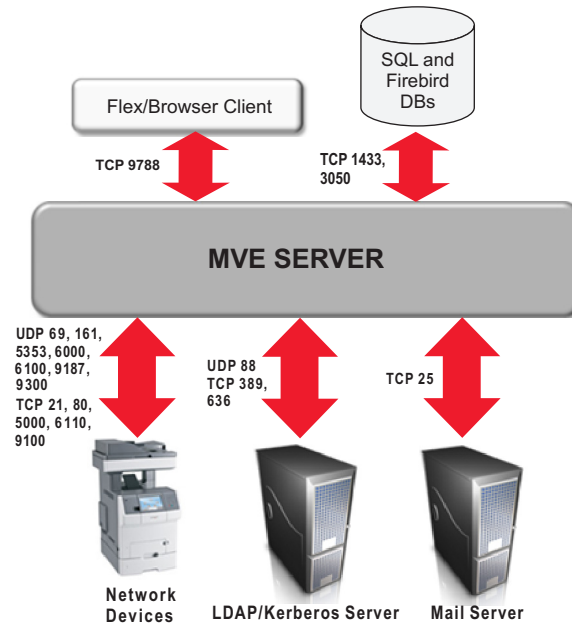 SQL and
Firebird
DBs
Flex/Browser Client
TCP 9788
TCP 1433,
3050
MVE SERVER
UDP 69, 161,
5353, 6000,
6100, 9187,
9300
TCP 21, 80,
5000, 6110,
9100
UDP 88
TCP 389,
636
TCP 25
Network
Devices
LDAP/Kerberos Server
Mail Server